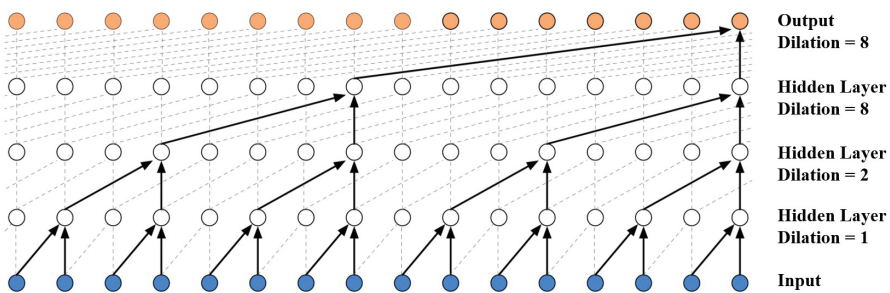 Output
Dilation = 8
Hidden Layer
Dilation = 8
Hidden Layer
Dilation = 2
Hidden Layer
Dilation = 1
Input